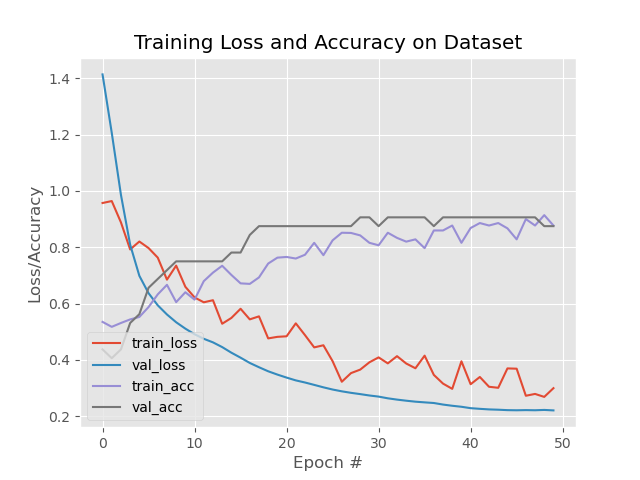 Training Loss and Accuracy on Dataset
Loss/Accuracy
1.4
1.2
1.0
0.8
0.6
0.4
0.2
train_loss
val_loss
train_acc
val_acc
0 10 20 30 40 50
Epoch #